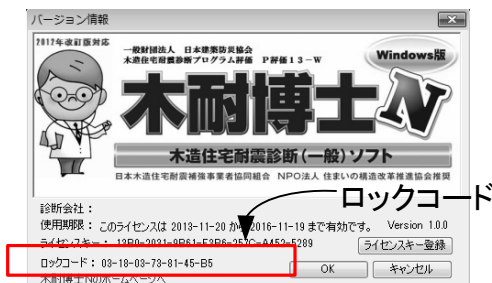 バージョン情報
2012年改訂版対応
一般財団法人 日本建築防災協会
木造住宅耐震診断プログラム評価 P評価13-W
Windows版
木耐博士N
木造住宅耐震診断(一般)ソフト
日本木造住宅耐震補強事業者協同組合 NPO法人 住まいの構造改革推進協会推奨
ロックコード
診断会社:
使用期限: このライセンスは 2013-11-20 か 2016-11-19 まで有効です。 Version 1.0.0
ライセンスキー: 13B0-2031-9B61-F3B6-257C-A452-5289 ライセンスキー登録
ロックコード: 03-18-03-73-81-45-B5
OK キャンセル
木耐博士Nのホームページへ